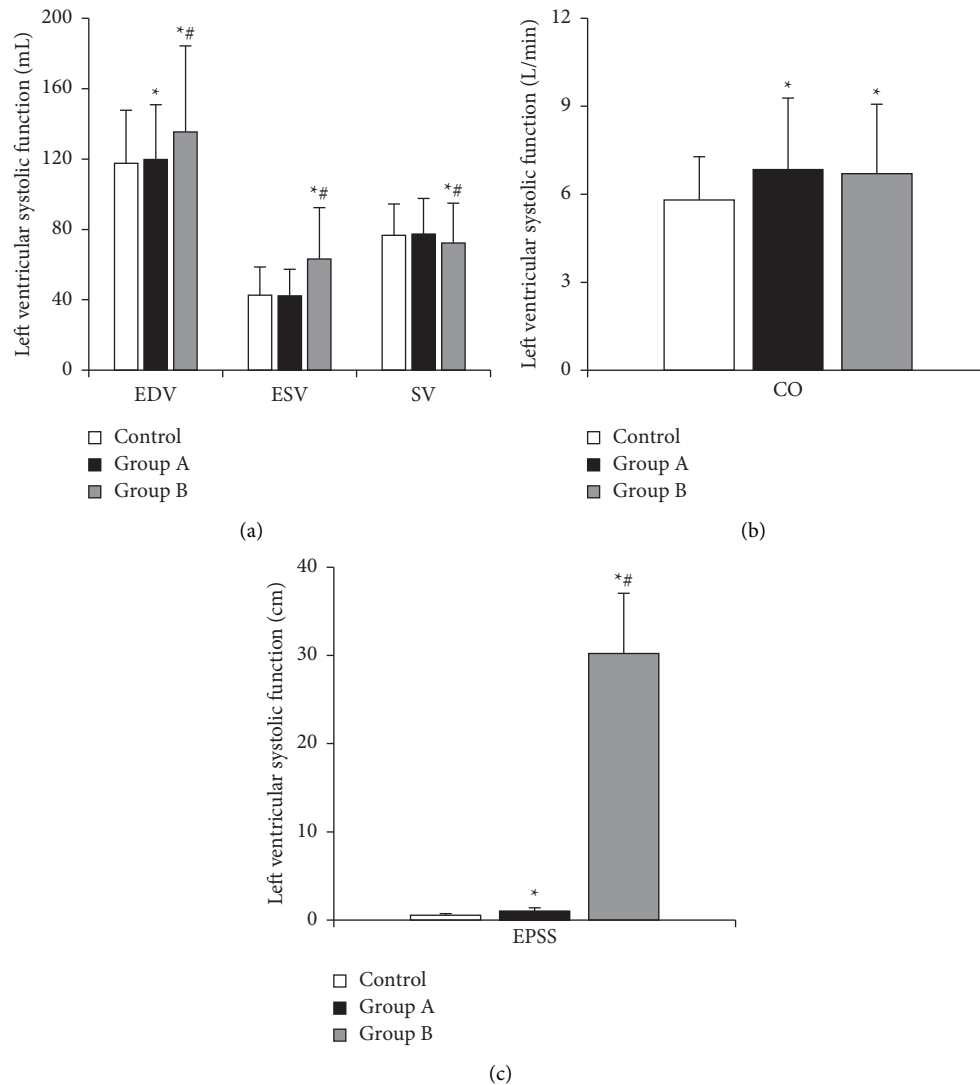 Left ventricular systolic function (mL)
200
160
120
80
40
0
*
*#
*#
*#
EDV ESV SV
Control
Group A
Group B
(a)
Left ventricular systolic function (L/min)
12
9
6
3
0
* *
CO
Control
Group A
Group B
(b)
Left ventricular systolic function (cm)
40
30
20
10
0
*
*#
EPSS
Control
Group A
Group B
(c)